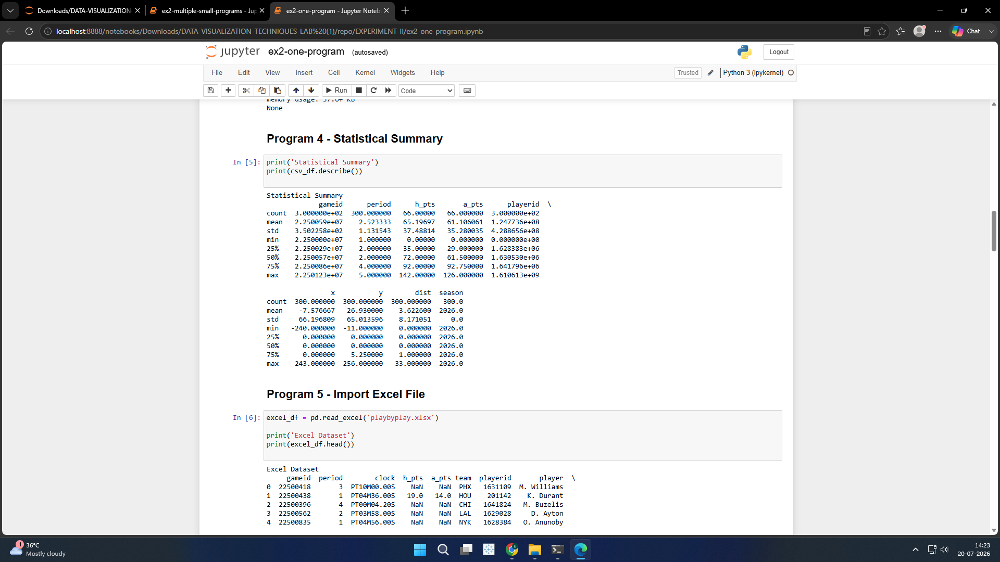 Downloads/DATA-VISUALIZATION
ex2-multiple-small-programs - Jup
ex2-one-program - Jupyter Noteb
localhost:8888/notebooks/Downloads/DATA-VISUALIZATION-TECHNIQUES-LAB%20(1)/repo/EXPERIMENT-II/ex2-one-program.ipynb
Chat
jupyter ex2-one-program (autosaved)
Logout
File Edit View Insert Cell Kernel Widgets Help
Trusted
Python 3 (ipykernel)
Run
Code
memory usage: 37.6+ KB
None
Program 4 - Statistical Summary
In [5]: print('Statistical Summary')
print(csv_df.describe())
Statistical Summary
gameid period h_pts a_pts playerid \
count 3.000000e+02 300.000000 66.00000 66.000000 3.000000e+02
mean 2.250059e+07 2.523333 65.19697 61.106061 1.247736e+08
std 3.502258e+02 1.131543 37.48814 35.280035 4.288656e+08
min 2.250000e+07 1.000000 0.00000 0.000000 0.000000e+00
25% 2.250029e+07 2.000000 35.00000 29.000000 1.628383e+06
50% 2.250057e+07 2.000000 72.00000 61.500000 1.630530e+06
75% 2.250086e+07 4.000000 92.00000 92.750000 1.641796e+06
max 2.250123e+07 5.000000 142.00000 126.000000 1.610613e+09
x y dist season
count 300.000000 300.000000 300.000000 300.0
mean -7.576667 26.930000 3.622600 2026.0
std 66.196809 65.013596 8.171051 0.0
min -240.000000 -11.000000 0.000000 2026.0
25% 0.000000 0.000000 0.000000 2026.0
50% 0.000000 0.000000 0.000000 2026.0
75% 0.000000 5.250000 1.000000 2026.0
max 243.000000 256.000000 33.000000 2026.0
Program 5 - Import Excel File
In [6]: excel_df = pd.read_excel('playbyplay.xlsx')
print('Excel Dataset')
print(excel_df.head())
Excel Dataset
gameid period clock h_pts a_pts team playerid player \
0 22500418 3 PT10M00.00S NaN NaN PHX 1631109 M. Williams
1 22500438 1 PT04M36.00S 19.0 14.0 HOU 201142 K. Durant
2 22500396 4 PT00M04.20S NaN NaN CHI 1641824 M. Buzelis
3 22500562 2 PT03M58.00S NaN NaN LAL 1629028 D. Ayton
4 22500835 1 PT04M56.00S NaN NaN NYK 1628384 O. Anunoby
1
36°C
Mostly cloudy
14:23
20-07-2026